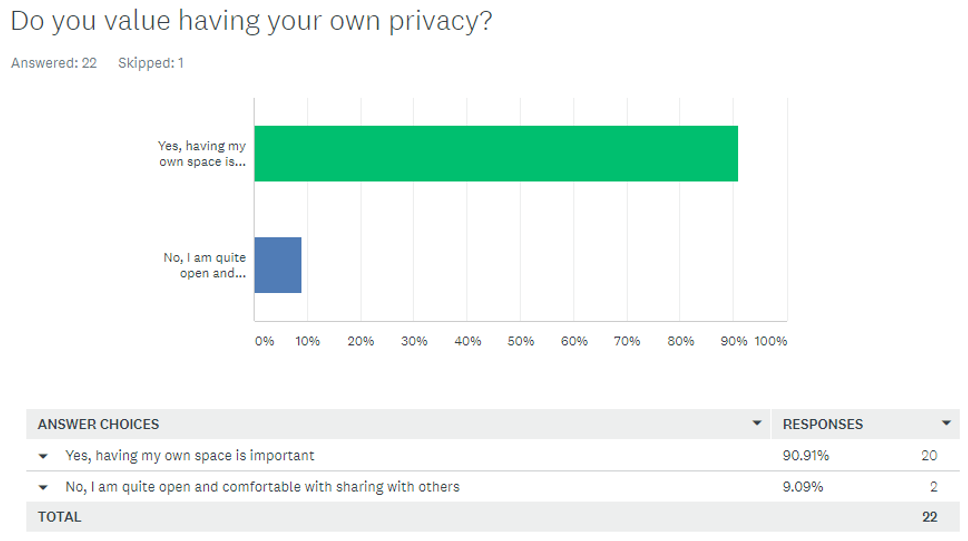 Do you value having your own privacy?
Answered: 22 Skipped: 1
Yes, having my
own space is...
No, I am quite
open and...
0% 10% 20% 30% 40% 50% 60% 70% 80% 90% 100%
ANSWER CHOICES RESPONSES
Yes, having my own space is important 90.91% 20
No, I am quite open and comfortable with sharing with others 9.09% 2
TOTAL 22